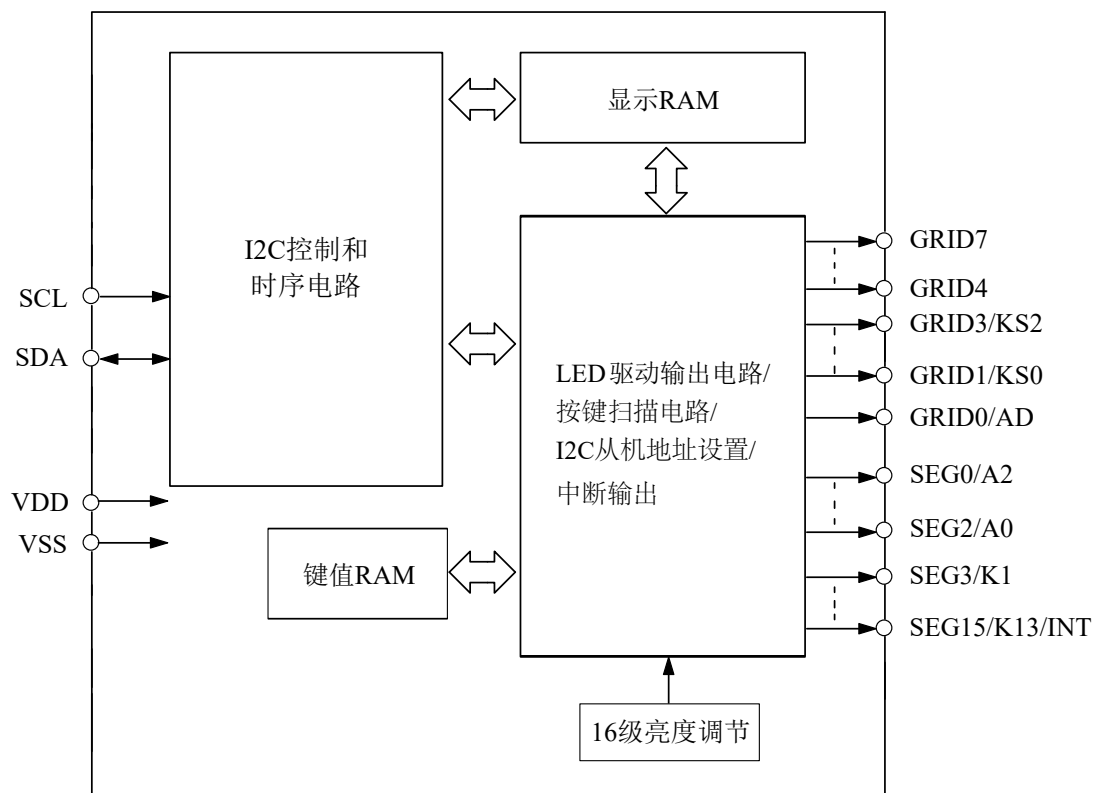 显示RAM
I2C控制和
时序电路
SCL
SDA
VDD
VSS
LED驱动输出电路/
按键扫描电路/
I2C从机地址设置/
中断输出
键值RAM
16级亮度调节
GRID7
GRID4
GRID3/KS2
GRID1/KS0
GRID0/AD
SEG0/A2
SEG2/A0
SEG3/K1
SEG15/K13/INT